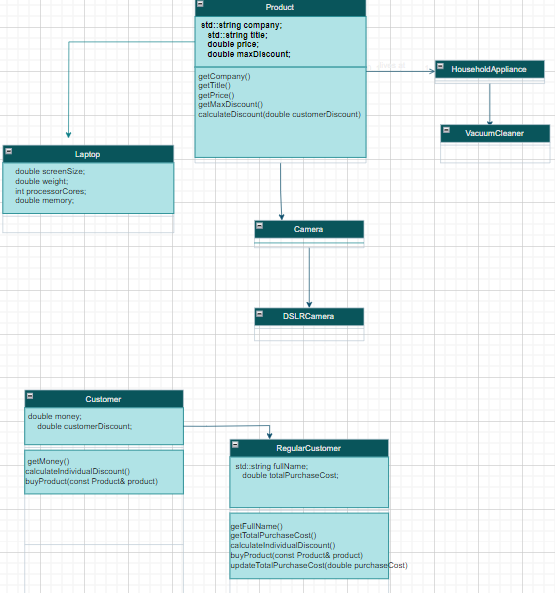 Product
std::string company;
std::string title;
double price;
double maxDiscount;
getCompany()
getTitle()
getPrice()
getMaxDiscount()
calculateDiscount(double customerDiscount)
HouseholdAppliance
VacuumCleaner
Laptop
double screenSize;
double weight;
int processorCores;
double memory;
Camera
DSLRCamera
Customer
double money;
double customerDiscount;
getMoney()
calculateIndividualDiscount()
buyProduct(const Product& product)
RegularCustomer
std::string fullName;
double totalPurchaseCost;
getFullName()
getTotalPurchaseCost()
calculateIndividualDiscount()
buyProduct(const Product& product)
updateTotalPurchaseCost(double purchaseCost)